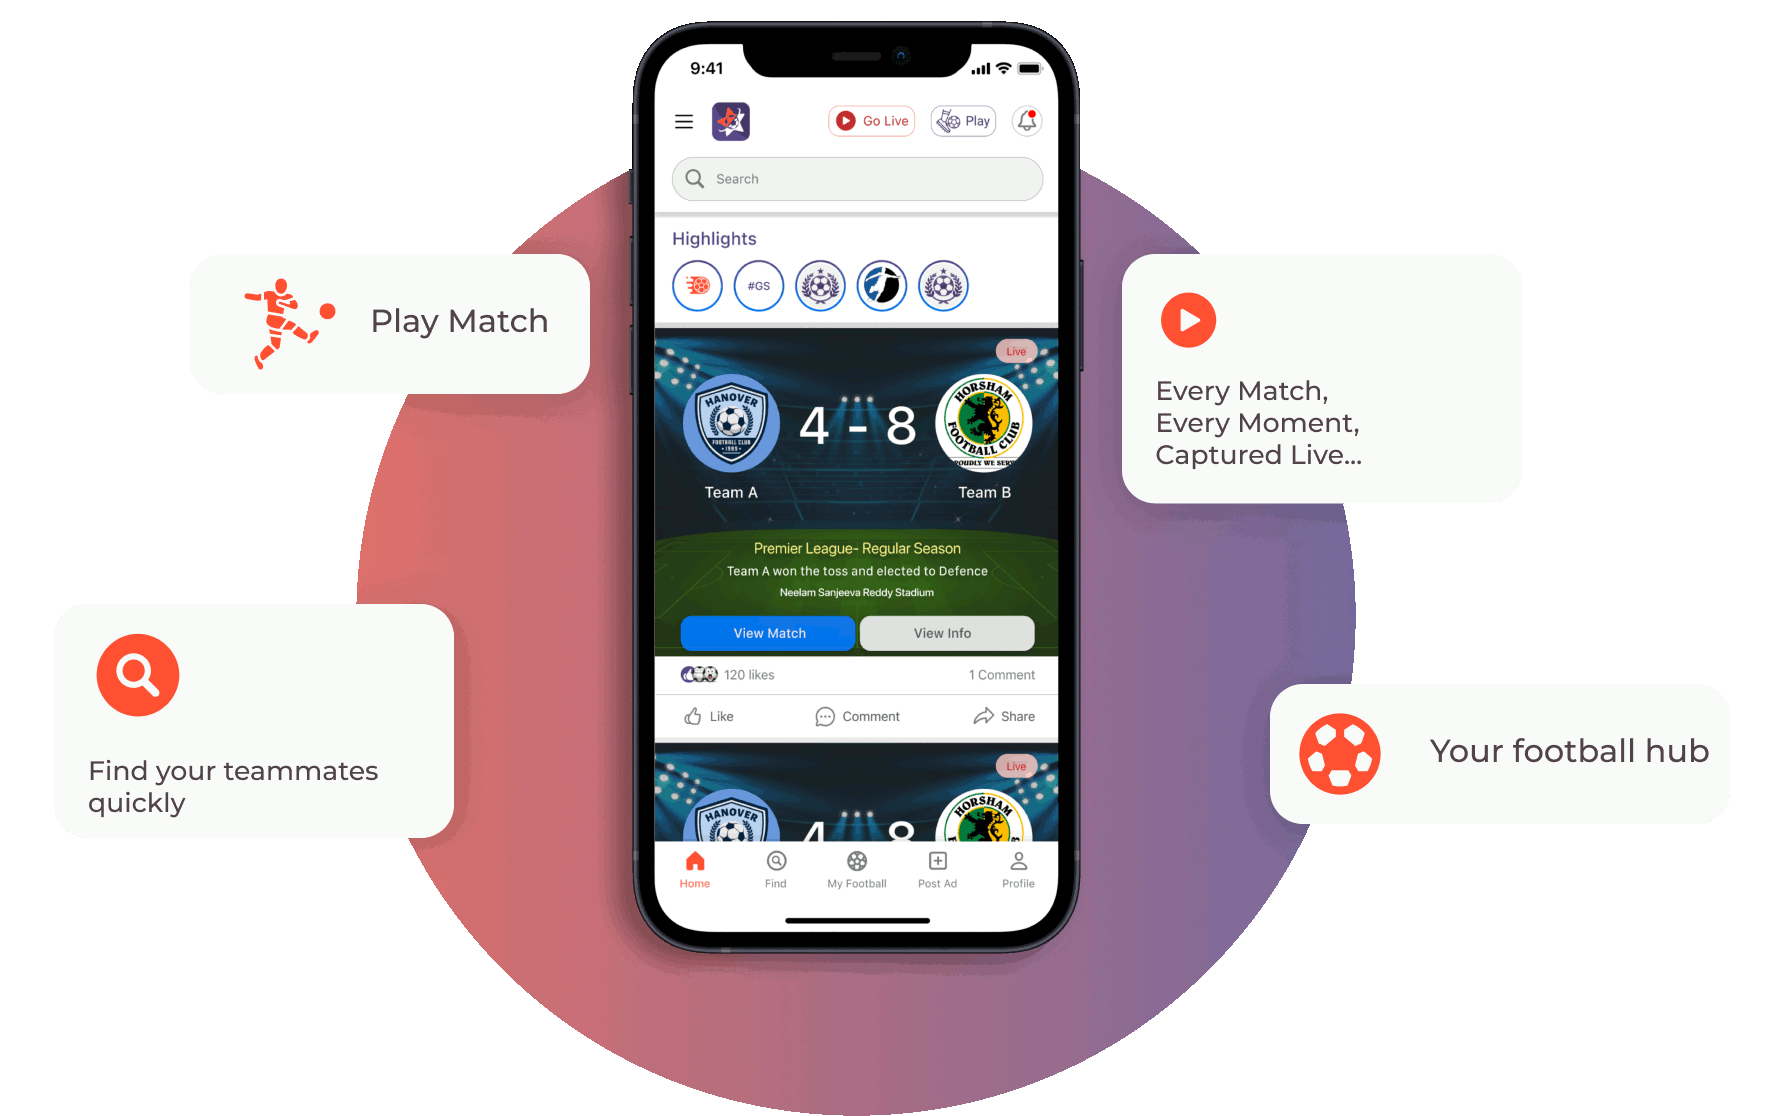 9:41
Go Live
Play
Search
Highlights
#GS
Live
HANOVER
FOOTBALL CLUB
• 1989 •
4 - 8
HORSHAM
FOOTBALL CLUB
PROUDLY WE SERV
Team A
Team B
Premier League- Regular Season
Team A won the toss and elected to Defence
Neelam Sanjeeva Reddy Stadium
View Match
View Info
120 likes
1 Comment
Like
Comment
Share
Live
HANOVER
4 - 8
HORSHAM
Home
Find
My Football
Post Ad
Profile
Play Match
Find your teammates
quickly
Every Match,
Every Moment,
Captured Live...
Your football hub